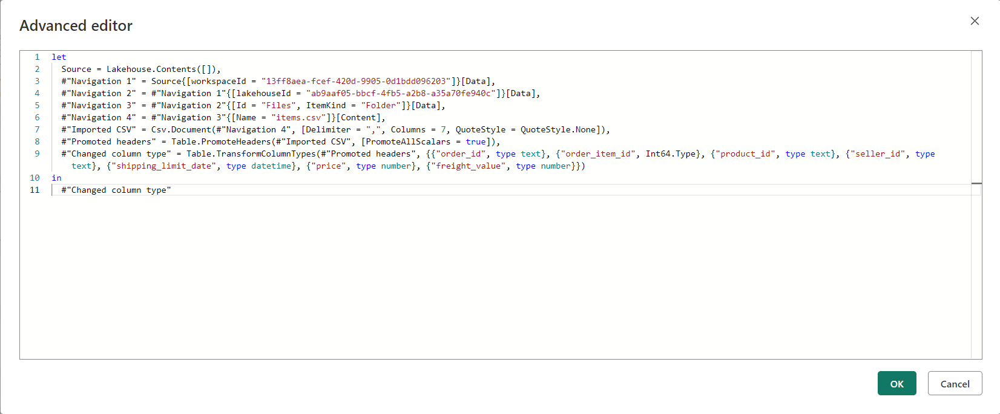 Advanced editor
1 let
2 Source = Lakehouse.Contents([]),
3 #"Navigation 1" = Source{[workspaceId = "13ff8aea-fcef-420d-9905-0d1bdd096203"]}[Data],
4 #"Navigation 2" = #"Navigation 1"{[lakehouseId = "ab9aaf05-bbcf-4fb5-a2b8-a35a70fe940c"]}[Data],
5 #"Navigation 3" = #"Navigation 2"{[Id = "Files", ItemKind = "Folder"]}[Data],
6 #"Navigation 4" = #"Navigation 3"{[Name = "items.csv"]}[Content],
7 #"Imported CSV" = Csv.Document(#"Navigation 4", [Delimiter = ",", Columns = 7, QuoteStyle = QuoteStyle.None]),
8 #"Promoted headers" = Table.PromoteHeaders(#"Imported CSV", [PromoteAllScalars = true]),
9 #"Changed column type" = Table.TransformColumnTypes(#"Promoted headers", {{"order_id", type text}, {"order_item_id", Int64.Type}, {"product_id", type text}, {"seller_id", type
text}, {"shipping_limit_date", type datetime}, {"price", type number}, {"freight_value", type number}})
10 in
11 #"Changed column type"
OK Cancel